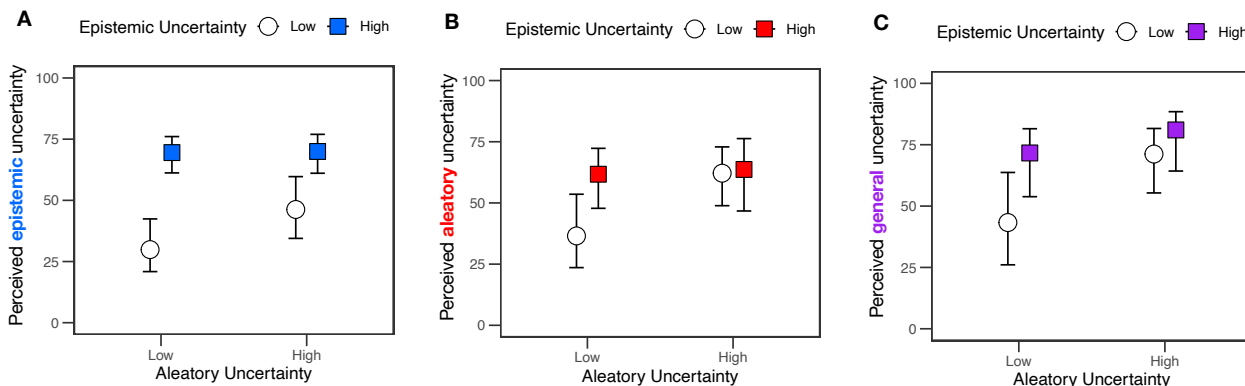 A
Epistemic Uncertainty Low High
Perceived epistemic uncertainty
100
75
50
25
0
Low High
Aleatory Uncertainty
B
Epistemic Uncertainty Low High
Perceived aleatory uncertainty
100
75
50
25
0
Low High
Aleatory Uncertainty
C
Epistemic Uncertainty Low High
Perceived general uncertainty
100
75
50
25
0
Low High
Aleatory Uncertainty